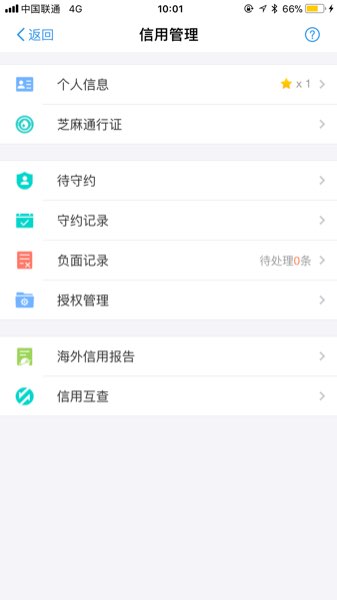 中国联通 4G 10:01 66%
返回 信用管理 ?
个人信息 x 1
芝麻通行证
待守约
守约记录
负面记录 待处理0条
授权管理
海外信用报告
信用互查